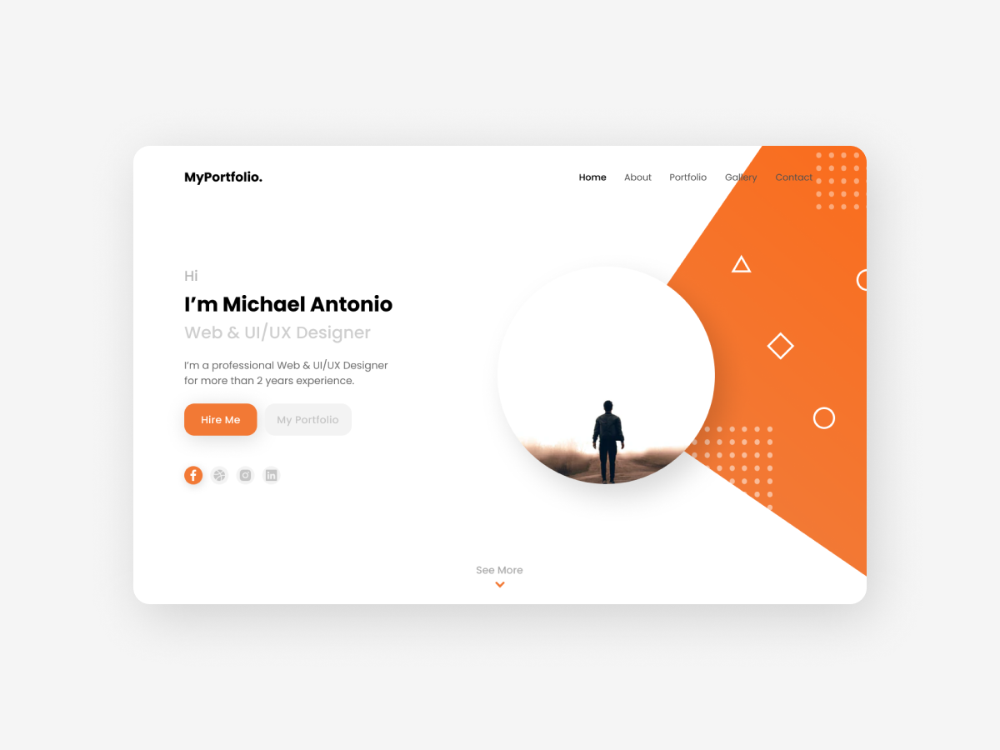 MyPortfolio.
Home About Portfolio Gallery Contact
Hi
I’m Michael Antonio
Web & UI/UX Designer
I’m a professional Web & UI/UX Designer
for more than 2 years experience.
Hire Me My Portfolio
See More